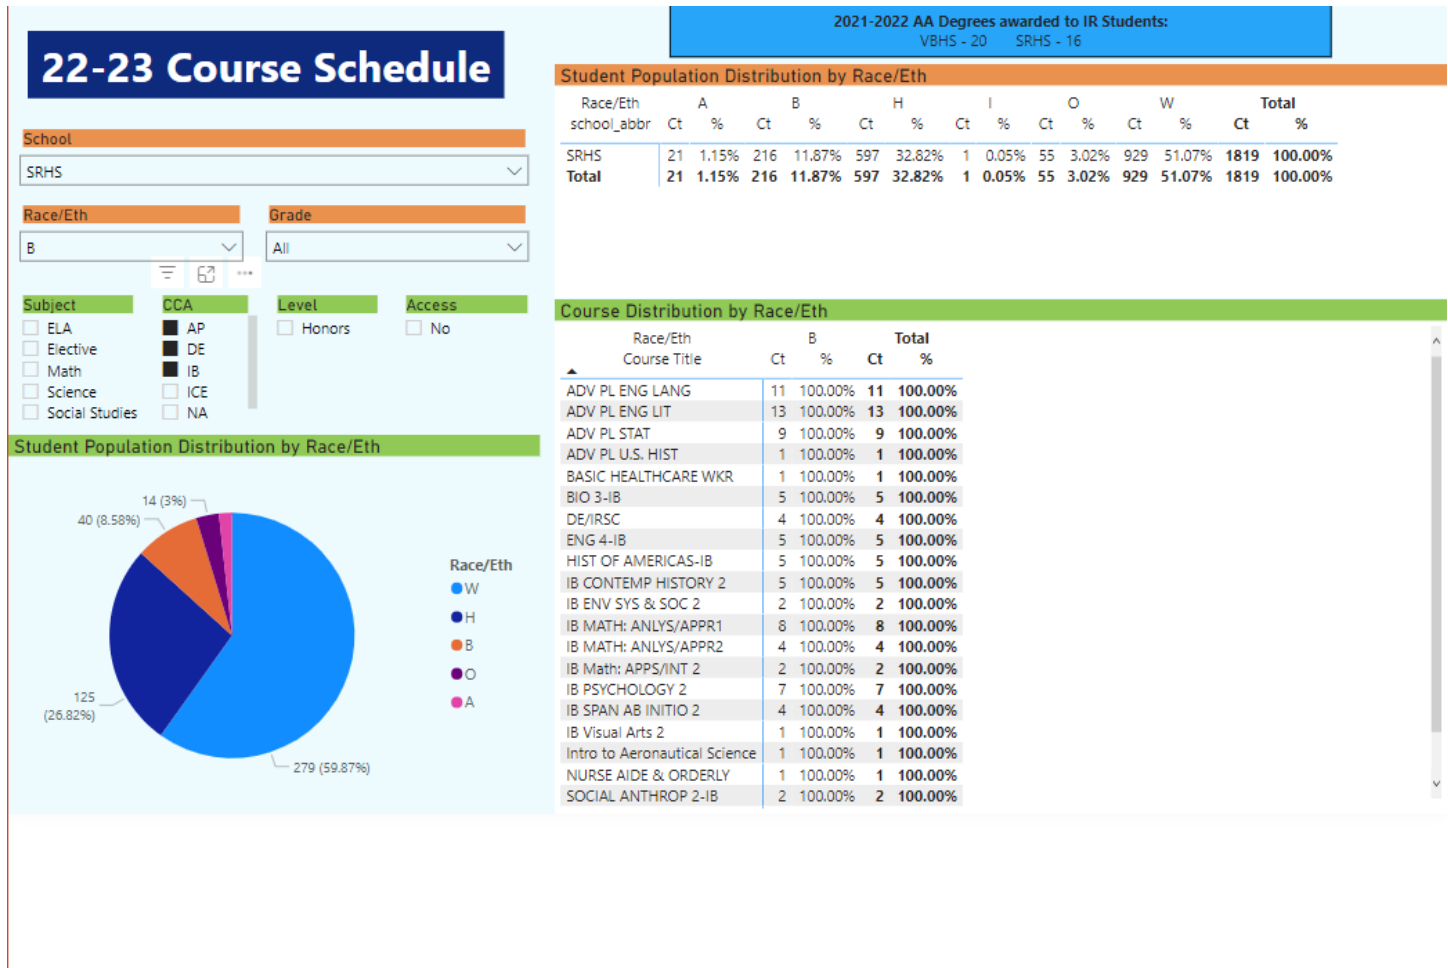 2021-2022 AA Degrees awarded to IR Students:
VBHS - 20 SRHS - 16
22-23 Course Schedule
School
SRHS
Race/Eth Grade
B All
Subject CCA Level Access
ELA AP Honors No
Elective DE
Math IB
Science ICE
Social Studies NA
Student Population Distribution by Race/Eth
14 (3%)
40 (8.58%)
125
(26.82%)
279 (59.87%)
Race/Eth
W
H
B
O
A
Student Population Distribution by Race/Eth
Race/Eth A B H I O W Total
school_abbr Ct % Ct % Ct % Ct % Ct % Ct % Ct %
SRHS 21 1.15% 216 11.87% 597 32.82% 1 0.05% 55 3.02% 929 51.07% 1819 100.00%
Total 21 1.15% 216 11.87% 597 32.82% 1 0.05% 55 3.02% 929 51.07% 1819 100.00%
Course Distribution by Race/Eth
Race/Eth B Total
Course Title Ct % Ct %
ADV PL ENG LANG 11 100.00% 11 100.00%
ADV PL ENG LIT 13 100.00% 13 100.00%
ADV PL STAT 9 100.00% 9 100.00%
ADV PL U.S. HIST 1 100.00% 1 100.00%
BASIC HEALTHCARE WKR 1 100.00% 1 100.00%
BIO 3-IB 5 100.00% 5 100.00%
DE/IRSC 4 100.00% 4 100.00%
ENG 4-IB 5 100.00% 5 100.00%
HIST OF AMERICAS-IB 5 100.00% 5 100.00%
IB CONTEMP HISTORY 2 5 100.00% 5 100.00%
IB ENV SYS & SOC 2 2 100.00% 2 100.00%
IB MATH: ANLYS/APPR1 8 100.00% 8 100.00%
IB MATH: ANLYS/APPR2 4 100.00% 4 100.00%
IB Math: APPS/INT 2 2 100.00% 2 100.00%
IB PSYCHOLOGY 2 7 100.00% 7 100.00%
IB SPAN AB INITIO 2 4 100.00% 4 100.00%
IB Visual Arts 2 1 100.00% 1 100.00%
Intro to Aeronautical Science 1 100.00% 1 100.00%
NURSE AIDE & ORDERLY 1 100.00% 1 100.00%
SOCIAL ANTHROP 2-IB 2 100.00% 2 100.00%